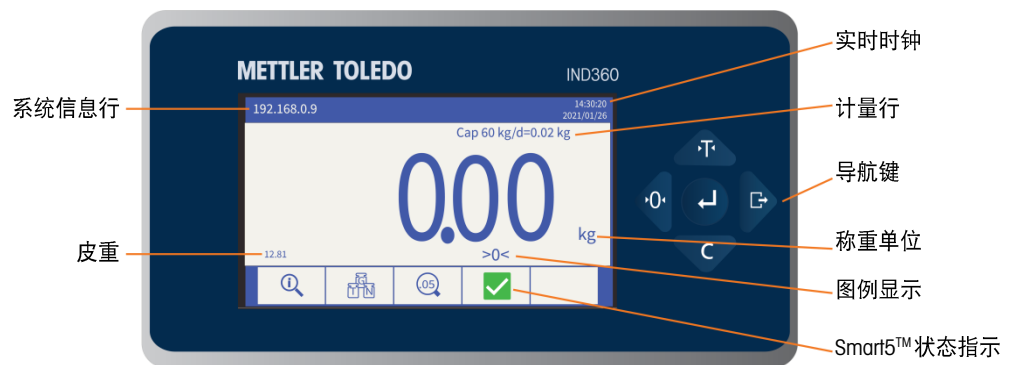 METTLER TOLEDO
IND360
系统信息行
192.168.0.9
14:30:20
2021/01/26
实时时钟
Cap 60 kg/d=0.02 kg
计量行
0.00
kg
T
0
C
导航键
称重单位
皮重
12.81
>0<
图例显示
i
G
T N
.05
Smart5™状态指示